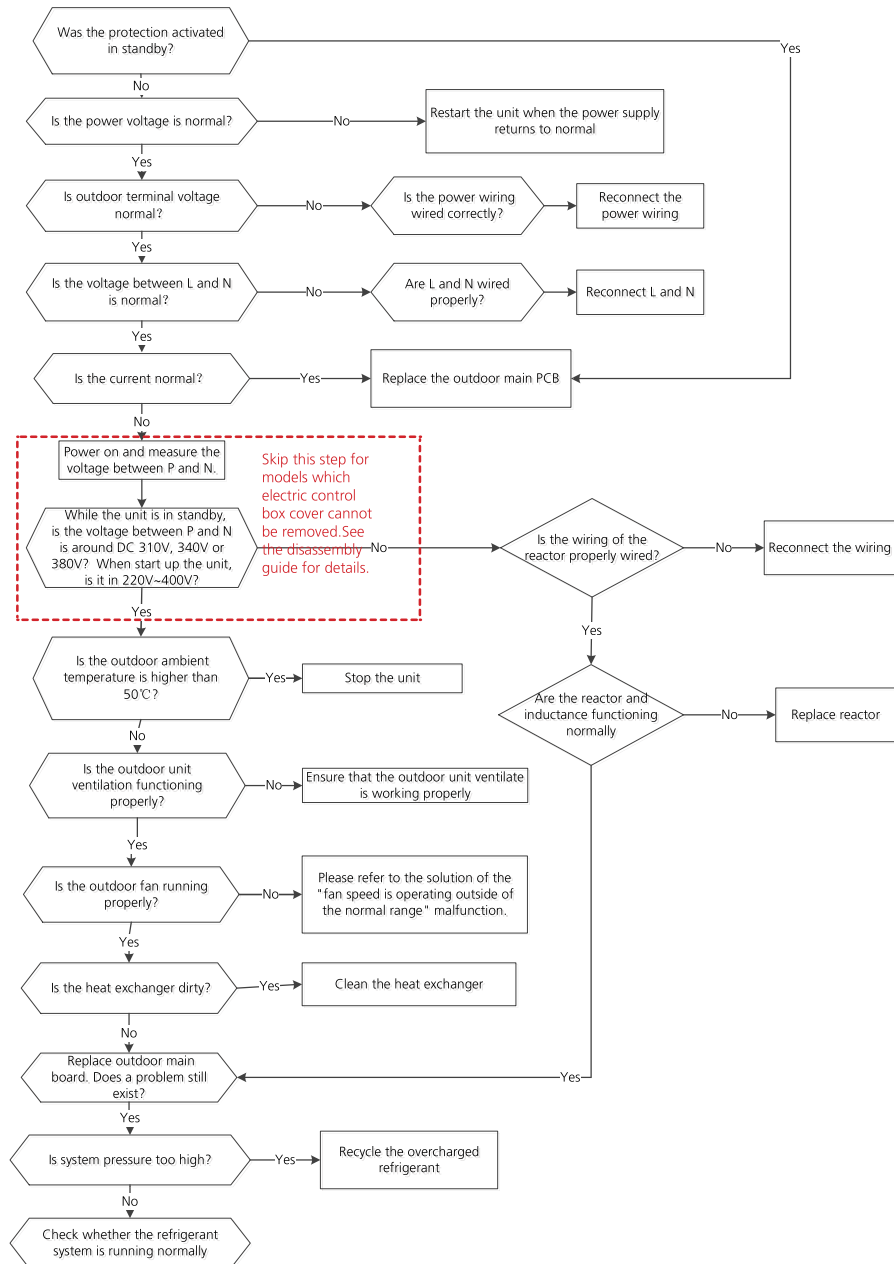 Was the protection activated
in standby?
Yes
No
Is the power voltage is normal?
No
Restart the unit when the power supply
returns to normal
Yes
Is outdoor terminal voltage
normal?
No
Is the power wiring
wired correctly?
Reconnect the
power wiring
Yes
Is the voltage between L and N
is normal?
No
Are L and N wired
properly?
Reconnect L and N
Yes
Is the current normal?
Yes
Replace the outdoor main PCB
No
Power on and measure the
voltage between P and N.
Skip this step for
models which
electric control
box cover cannot
be removed.See
the disassembly
guide for details.
While the unit is in standby,
is the voltage between P and N
is around DC 310V, 340V or
380V? When start up the unit,
is it in 220V~400V?
No
Is the wiring of the
reactor properly wired?
No
Reconnect the wiring
Yes
Yes
Is the outdoor ambient
temperature is higher than
50℃?
Yes
Stop the unit
Are the reactor and
inductance functioning
normally
No
Replace reactor
No
Is the outdoor unit
ventilation functioning
properly?
No
Ensure that the outdoor unit ventilate
is working properly
Yes
Is the outdoor fan running
properly?
No
Please refer to the solution of the
"fan speed is operating outside of
the normal range" malfunction.
Yes
Is the heat exchanger dirty?
Yes
Clean the heat exchanger
No
Replace outdoor main
board. Does a problem still
exist?
Yes
Yes
Is system pressure too high?
Yes
Recycle the overcharged
refrigerant
No
Check whether the refrigerant
system is running normally